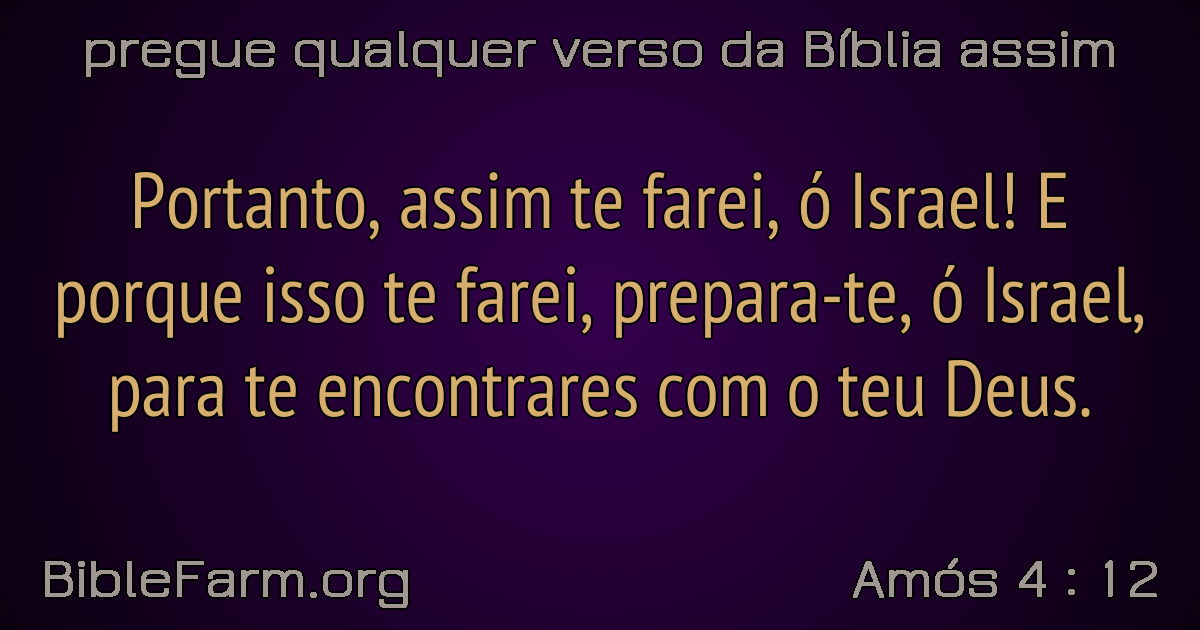 pregue qualquer verso da Bíblia assim
Portanto, assim te farei, ó Israel! E
porque isso te farei, prepara-te, ó Israel,
para te encontrares com o teu Deus.
BibleFarm.org
Amós 4 : 12